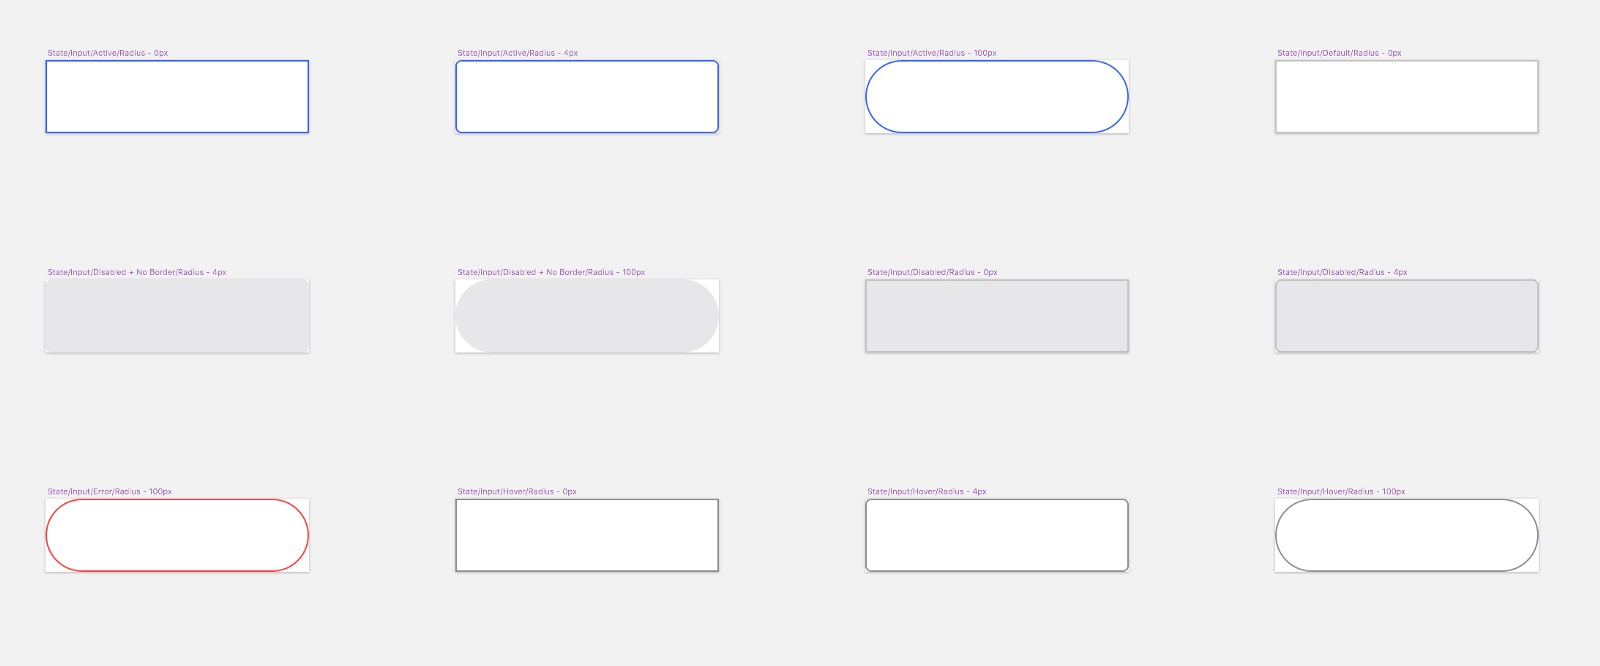 State/Input/Active/Radius - 0px
State/Input/Active/Radius - 4px
State/Input/Active/Radius - 100px
State/Input/Default/Radius - 0px
State/Input/Disabled + No Border/Radius - 4px
State/Input/Disabled + No Border/Radius - 100px
State/Input/Disabled/Radius - 0px
State/Input/Disabled/Radius - 4px
State/Input/Error/Radius - 100px
State/Input/Hover/Radius - 0px
State/Input/Hover/Radius - 4px
State/Input/Hover/Radius - 100px